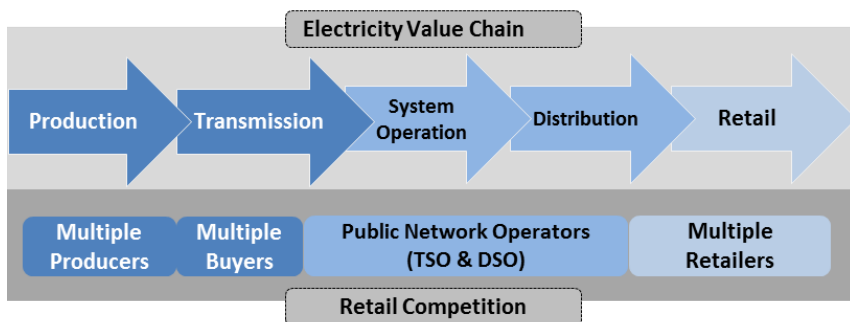 Electricity Value Chain
Production
Transmission
System
Operation
Distribution
Retail
Multiple
Producers
Multiple
Buyers
Public Network Operators
(TSO & DSO)
Multiple
Retailers
Retail Competition